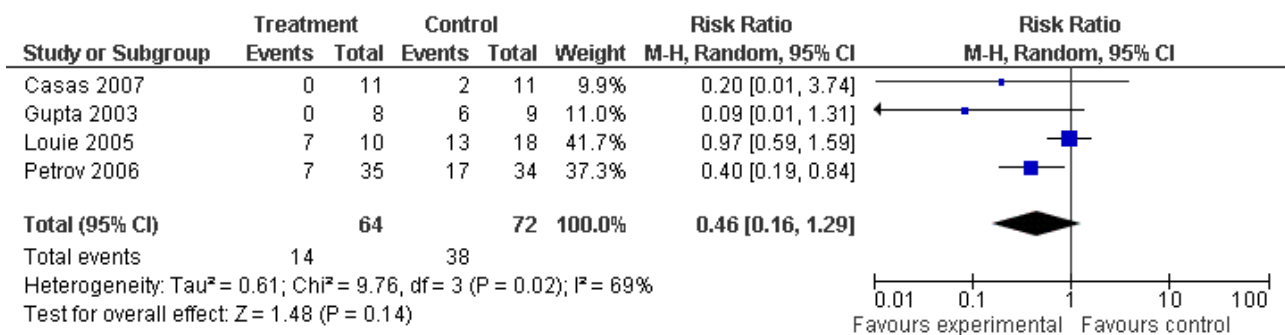 Treatment Control Risk Ratio Risk Ratio
Study or Subgroup Events Total Events Total Weight M-H, Random, 95% CI M-H, Random, 95% CI
Casas 2007 0 11 2 11 9.9% 0.20 [0.01, 3.74]
Gupta 2003 0 8 6 9 11.0% 0.09 [0.01, 1.31]
Louie 2005 7 10 13 18 41.7% 0.97 [0.59, 1.59]
Petrov 2006 7 35 17 34 37.3% 0.40 [0.19, 0.84]
Total (95% CI) 64 72 100.0% 0.46 [0.16, 1.29]
Total events 14 38
Heterogeneity: Tau² = 0.61; Chi² = 9.76, df = 3 (P = 0.02); I² = 69%
Test for overall effect: Z = 1.48 (P = 0.14)
0.01 0.1 1 10 100
Favours experimental Favours control